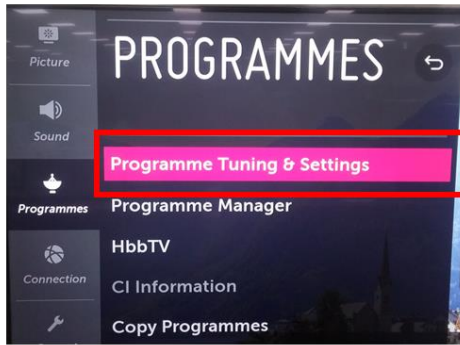 Picture
Sound
Programmes
Connection
PROGRAMMES
Programme Tuning & Settings
Programme Manager
HbbTV
CI Information
Copy Programmes